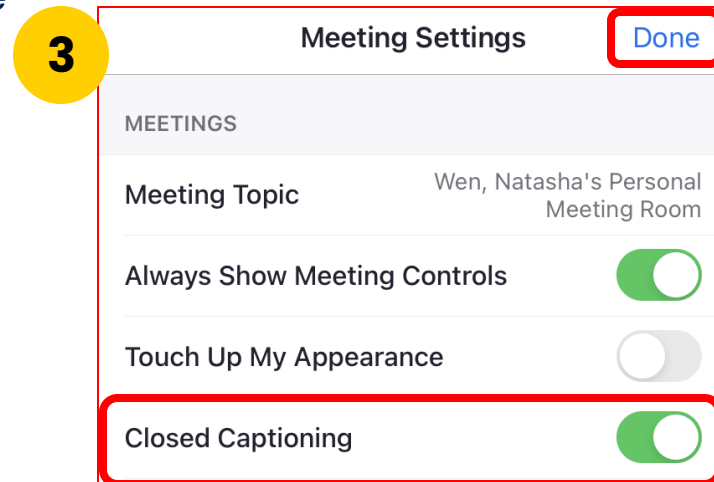 3
Meeting Settings
Done
MEETINGS
Meeting Topic
Wen, Natasha's Personal
Meeting Room
Always Show Meeting Controls
Touch Up My Appearance
Closed Captioning